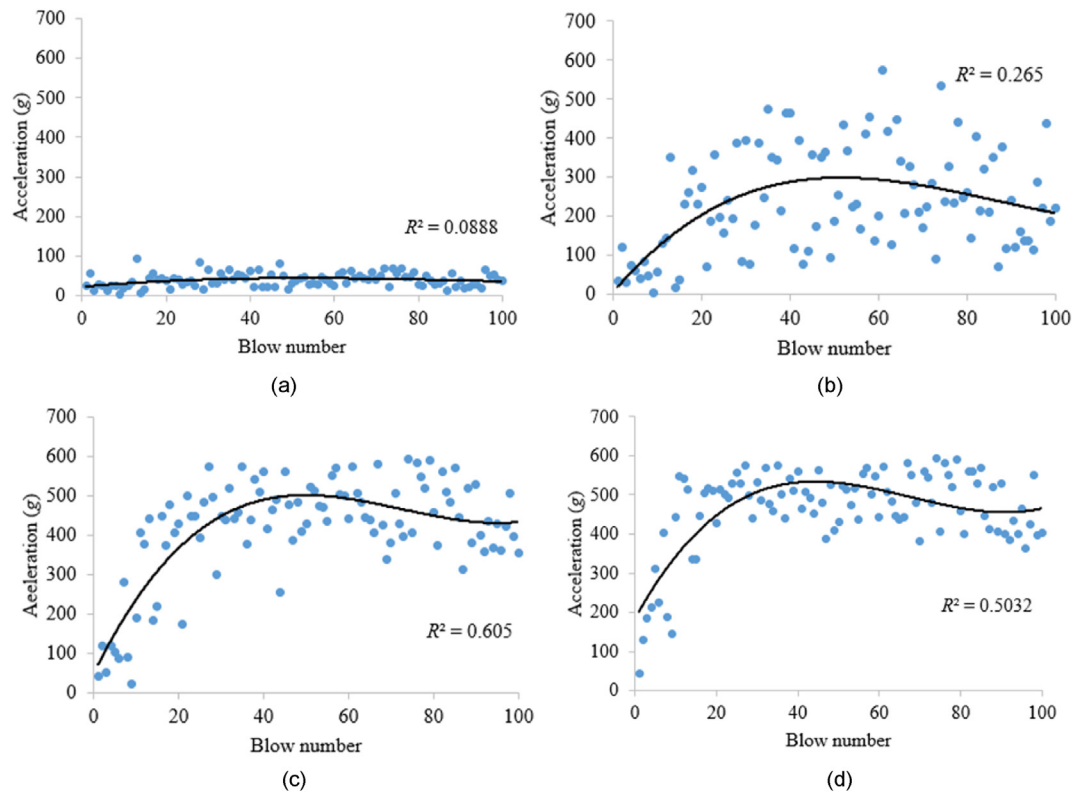 700
600
500
400
300
200
100
0
Acceleration (g)
R² = 0.0888
0 20 40 60 80 100
Blow number
(a)
700
600
500
400
300
200
100
0
Acceleration (g)
R² = 0.265
0 20 40 60 80 100
Blow number
(b)
700
600
500
400
300
200
100
0
Aeeleration (g)
R² = 0.605
0 20 40 60 80 100
Blow number
(c)
700
600
500
400
300
200
100
0
Acceleration (g)
R² = 0.5032
0 20 40 60 80 100
Blow number
(d)